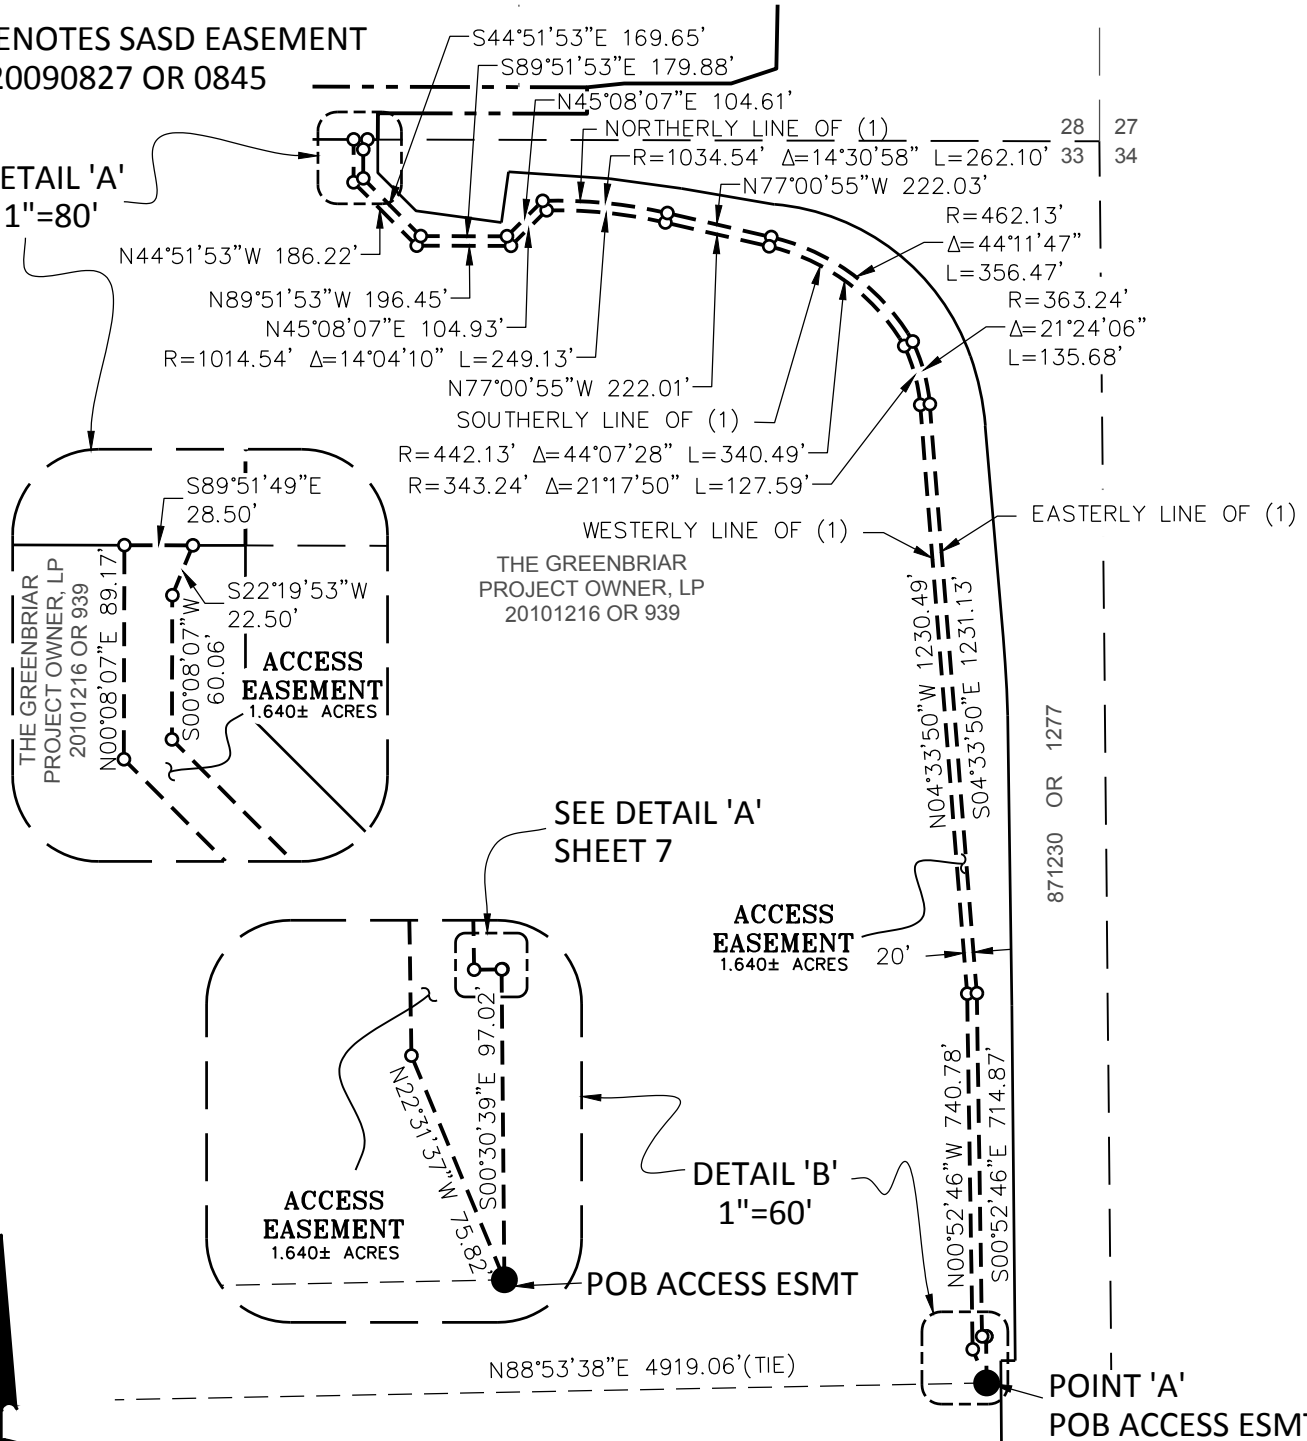 ENOTES SASD EASEMENT
20090827 OR 0845
S44°51'53"E 169.65'
S89°51'53"E 179.88'
N45°08'07"E 104.61'
NORTHERLY LINE OF (1)
28 27
33 34
R=1034.54' Δ=14°30'58" L=262.10'
N77°00'55"W 222.03'
R=462.13'
Δ=44°11'47"
L=356.47'
R=363.24'
Δ=21°24'06"
L=135.68'
ETAIL 'A'
1"=80'
N44°51'53"W 186.22'
N89°51'53"W 196.45'
N45°08'07"E 104.93'
R=1014.54' Δ=14°04'10" L=249.13'
N77°00'55"W 222.01'
SOUTHERLY LINE OF (1)
R=442.13' Δ=44°07'28" L=340.49'
R=343.24' Δ=21°17'50" L=127.59'
WESTERLY LINE OF (1)
EASTERLY LINE OF (1)
THE GREENBRIAR
PROJECT OWNER, LP
20101216 OR 939
S89°51'49"E
28.50'
S22°19'53"W
22.50'
THE GREENBRIAR
PROJECT OWNER, LP
20101216 OR 939
N00°08'07"E 89.17'
S00°08'07"W
60.06'
ACCESS
EASEMENT
1.640± ACRES
N04°33'50"W 1230.49'
S04°33'50"E 1231.13'
871230 OR 1277
SEE DETAIL 'A'
SHEET 7
ACCESS
EASEMENT
1.640± ACRES
20'
S00°30'39"E 97.02'
N22°31'37"W 75.82'
ACCESS
EASEMENT
1.640± ACRES
DETAIL 'B'
1"=60'
POB ACCESS ESMT
N00°52'46"W 740.78'
S00°52'46"E 714.87'
N88°53'38"E 4919.06'(TIE)
POINT 'A'
POB ACCESS ESMT